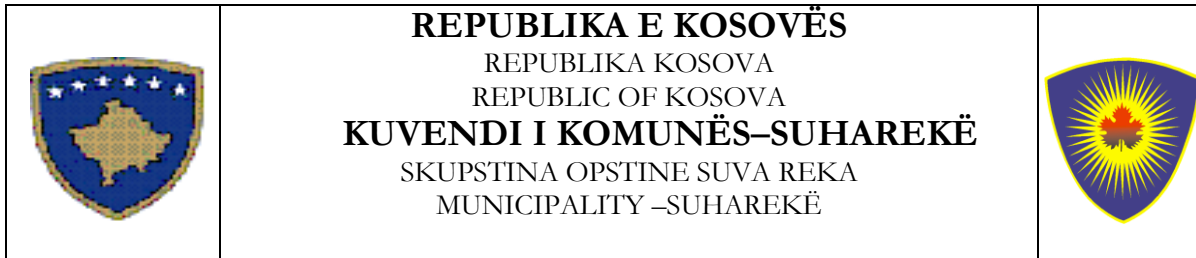 REPUBLIKA E KOSOVËS
REPUBLIKA KOSOVA
REPUBLIC OF KOSOVA
KUVENDI I KOMUNËS–SUHAREKË
SKUPSTINA OPSTINE SUVA REKA
MUNICIPALITY –SUHAREKË